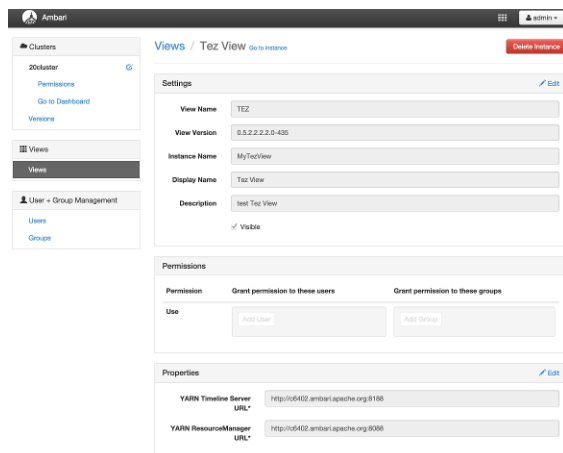 Ambari
admin
Clusters
20cluster
Permissions
Go to Dashboard
Versions
Views
Views
User + Group Management
Users
Groups
Views / Tez View Go to instance
Delete Instance
Settings
Edit
View Name
TEZ
View Version
0.5.2.2.2.2.0-435
Instance Name
MyTezView
Display Name
Tez View
Description
test Tez View
Visible
Permissions
Permission Grant permission to these users Grant permission to these groups
Use
Add User
Add Group
Properties
Edit
YARN Timeline Server
URL*
http://c6402.ambari.apache.org:8188
YARN ResourceManager
URL*
http://c6402.ambari.apache.org:8088